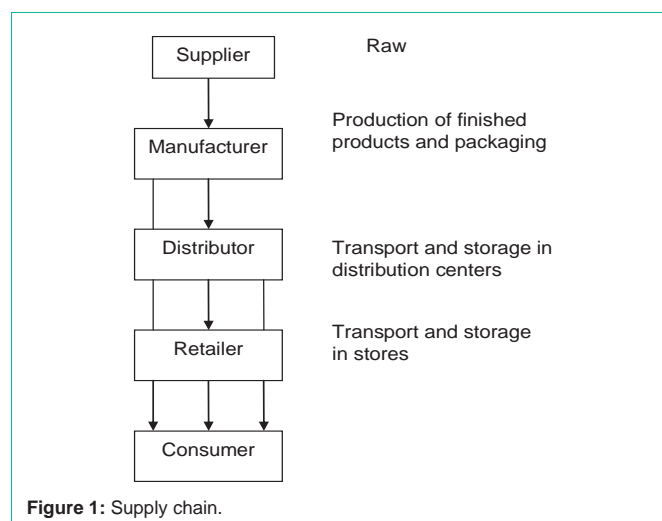 Supplier
Raw
Manufacturer
Production of finished
products and packaging
Distributor
Transport and storage in
distribution centers
Retailer
Transport and storage
in stores
Consumer
Figure 1: Supply chain.